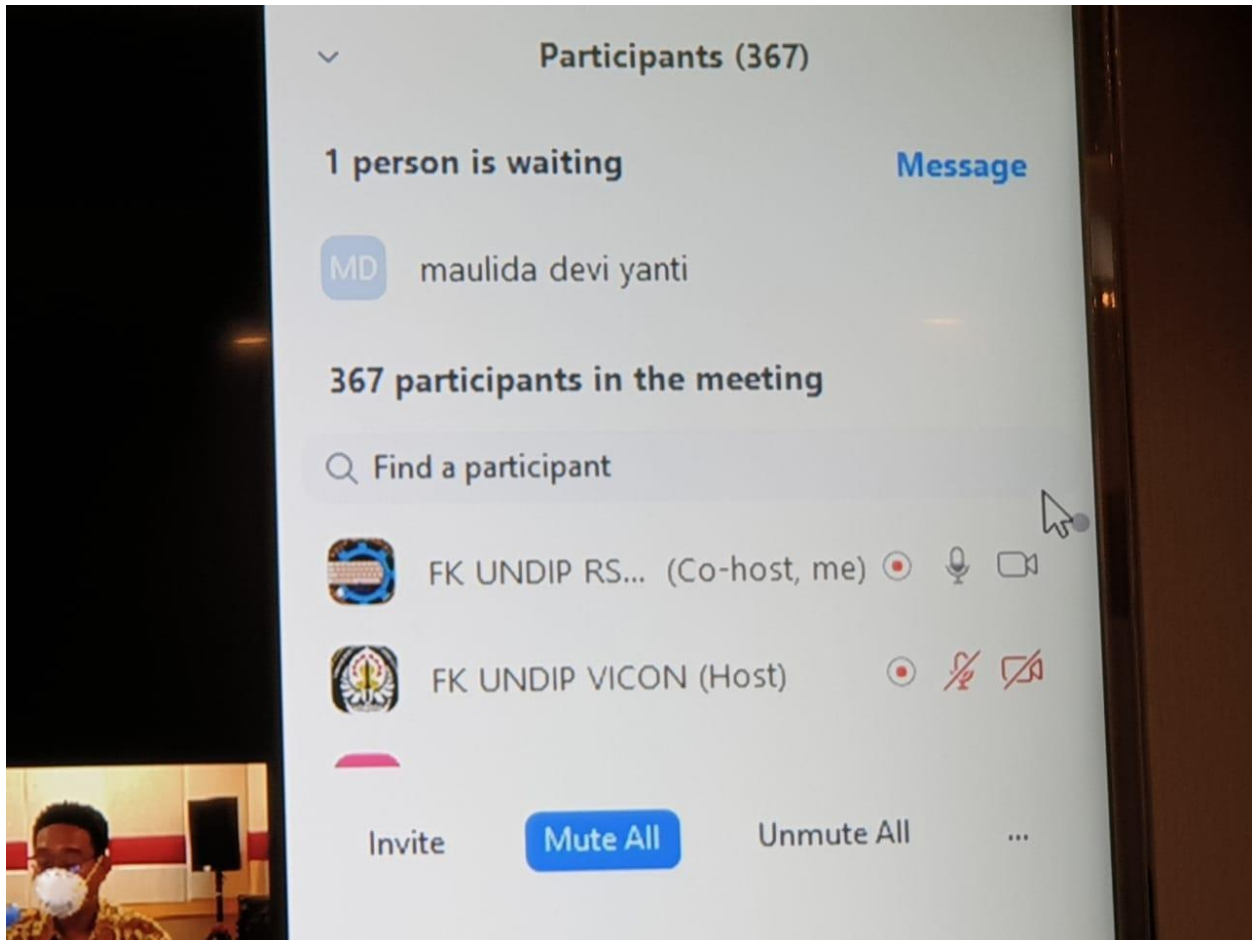 Participants (367)
1 person is waiting Message
MD maulida devi yanti
367 participants in the meeting
Find a participant
FK UNDIP RS... (Co-host, me)
FK UNDIP VICON (Host)
Invite Mute All Unmute All ...